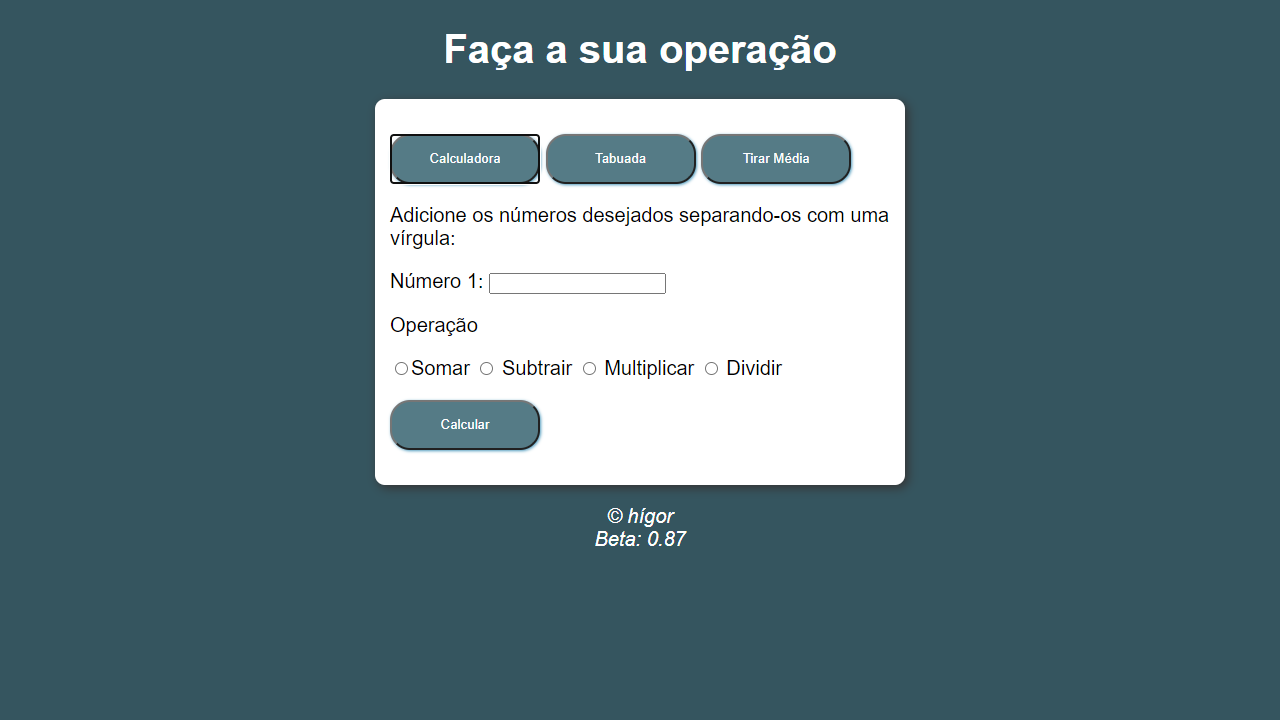 Faça a sua operação
Calculadora Tabuada Tirar Média
Adicione os números desejados separando-os com uma
vírgula:
Número 1:
Operação
Somar Subtrair Multiplicar Dividir
Calcular
© hígor
Beta: 0.87